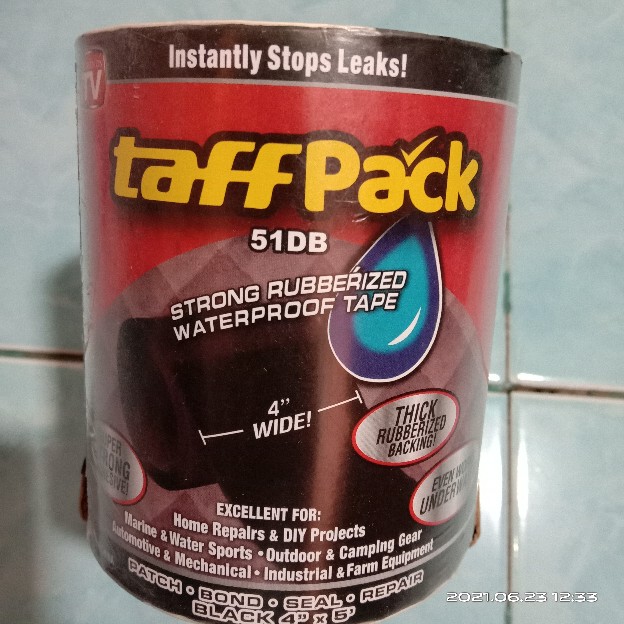 TV
Instantly Stops Leaks!
taffPack
51DB
STRONG RUBBERIZED
WATERPROOF TAPE
4"
WIDE!
THICK
RUBBERIZED
BACKING!
EVEN
EXCELLENT FOR:
Home Repairs & DIY Projects
Marine & Water Sports • Outdoor & Camping Gear
Automotive & Mechanical • Industrial & Farm Equipment
PATCH • BOND • SEAL • REPAIR
BLACK 4" x 5'
2021.06.23 12:33